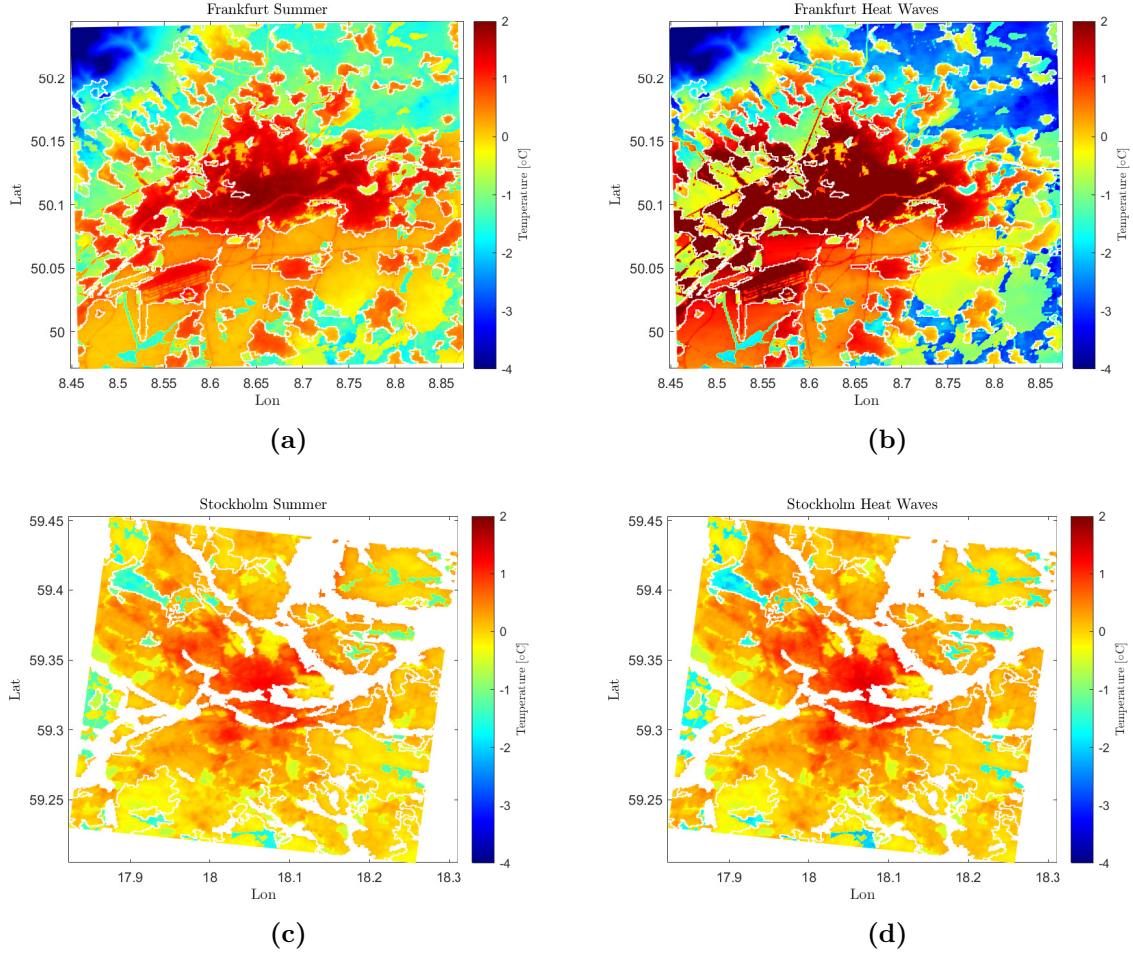 Frankfurt Summer
2
50.2
1
50.15
0
Lat
Temperature [◦C]
50.1
-1
50.05
-2
50
-3
-4
8.45 8.5 8.55 8.6 8.65 8.7 8.75 8.8 8.85
Lon
(a)
Frankfurt Heat Waves
2
50.2
1
50.15
0
Lat
Temperature [◦C]
50.1
-1
50.05
-2
50
-3
-4
8.45 8.5 8.55 8.6 8.65 8.7 8.75 8.8 8.85
Lon
(b)
Stockholm Summer
59.45
2
59.4
1
59.35
0
Lat
Temperature [◦C]
-1
59.3
-2
59.25
-3
-4
17.9 18 18.1 18.2 18.3
Lon
(c)
Stockholm Heat Waves
59.45
2
59.4
1
59.35
0
Lat
Temperature [◦C]
-1
59.3
-2
59.25
-3
-4
17.9 18 18.1 18.2 18.3
Lon
(d)